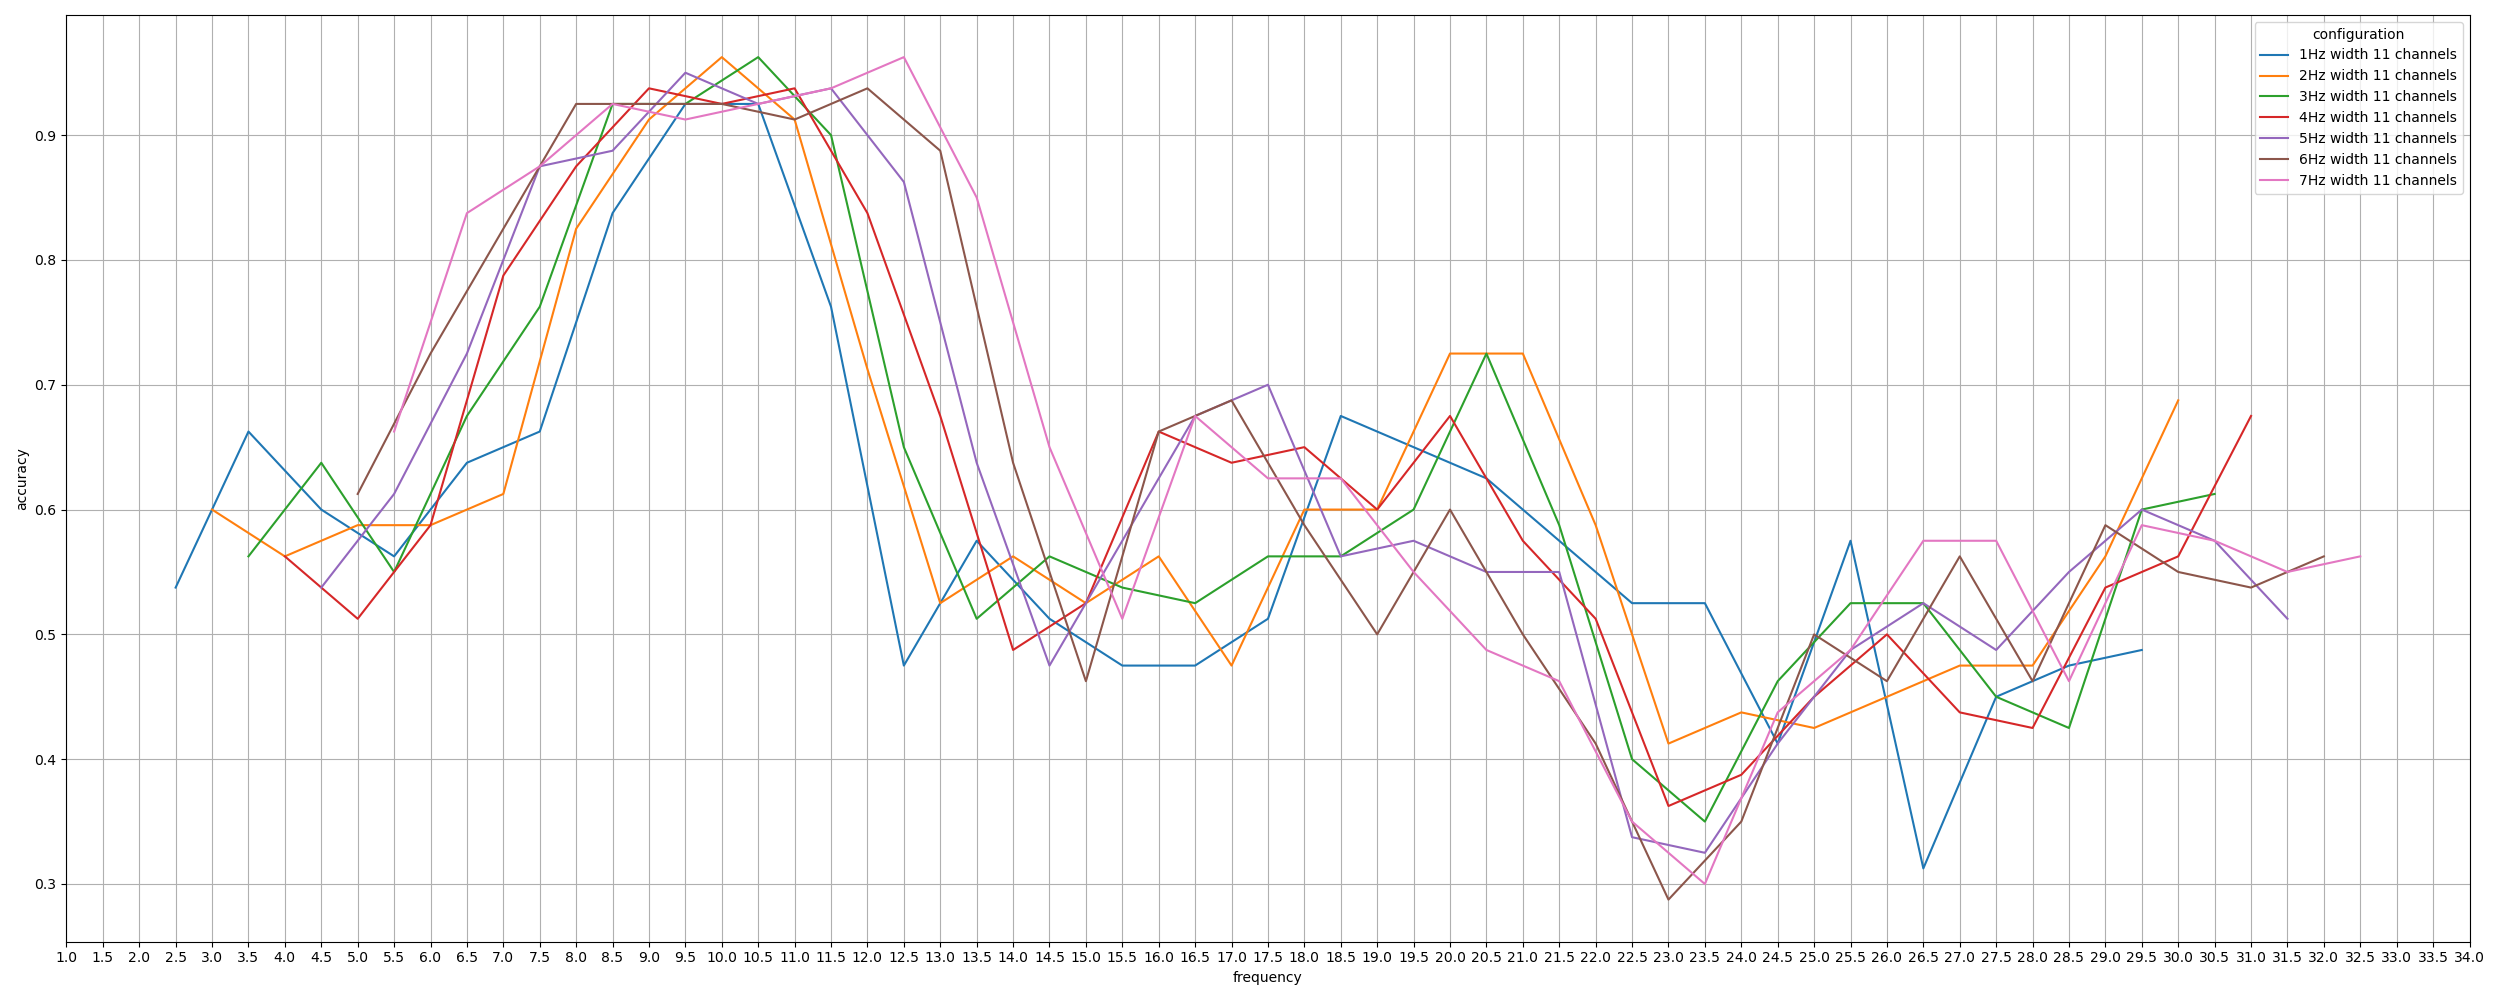 configuration
1Hz width 11 channels
2Hz width 11 channels
3Hz width 11 channels
4Hz width 11 channels
5Hz width 11 channels
6Hz width 11 channels
7Hz width 11 channels
0.9
0.8
0.7
0.6
0.5
0.4
0.3
accuracy
1.0 1.5 2.0 2.5 3.0 3.5 4.0 4.5 5.0 5.5 6.0 6.5 7.0 7.5 8.0 8.5 9.0 9.5 10.0 10.5 11.0 11.5 12.0 12.5 13.0 13.5 14.0 14.5 15.0 15.5 16.0 16.5 17.0 17.5 18.0 18.5 19.0 19.5 20.0 20.5 21.0 21.5 22.0 22.5 23.0 23.5 24.0 24.5 25.0 25.5 26.0 26.5 27.0 27.5 28.0 28.5 29.0 29.5 30.0 30.5 31.0 31.5 32.0 32.5 33.0 33.5 34.0
frequency